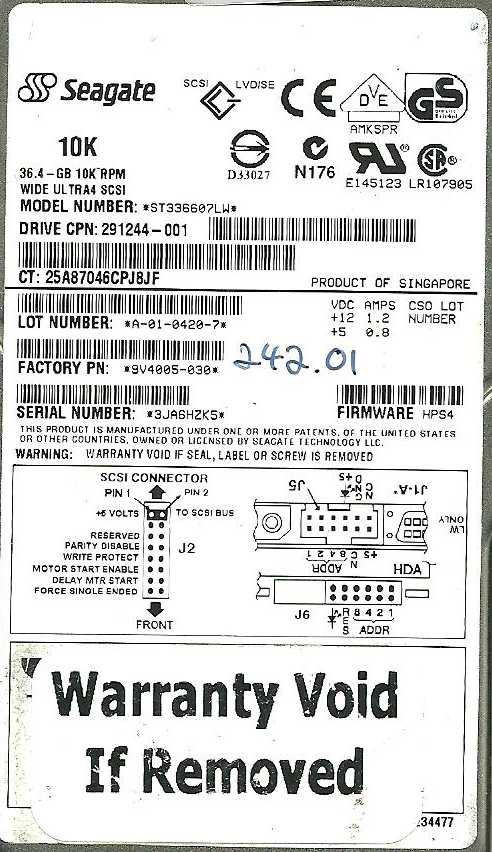 Seagate
SCSI LVD/SE
CE
DVE
AMKSPR
GS
10K
36.4-GB 10K RPM
WIDE ULTRA4 SCSI
D33027
N176
E145123 LR107905
MODEL NUMBER: *ST336607LW*
DRIVE CPN: 291244-001
CT: 25A87046CPJ8JF
PRODUCT OF SINGAPORE
VDC AMPS CSO LOT
+12 1.2 NUMBER
+5 0.8
LOT NUMBER: *A-01-0420-7*
242.01
FACTORY PN: *9V4005-030*
SERIAL NUMBER: *3JA6HZK5*
FIRMWARE HPS4
THIS PRODUCT IS MANUFACTURED UNDER ONE OR MORE PATENTS, OF THE UNITED STATES
OR OTHER COUNTRIES, OWNED OR LICENSED BY SEAGATE TECHNOLOGY LLC.
WARNING: WARRANTY VOID IF SEAL, LABEL OR SCREW IS REMOVED
SCSI CONNECTOR
PIN 1 PIN 2
+5 VOLTS TO SCSI BUS
RESERVED
PARITY DISABLE
WRITE PROTECT
MOTOR START ENABLE
DELAY MTR START
FORCE SINGLE ENDED
J2
FRONT
J5
J1-A*
LW ONLY
+5 C 8 4 2 1
ADDR
HDA
J6
RES 8 4 2 1
ADDR
Warranty Void
If Removed
34477